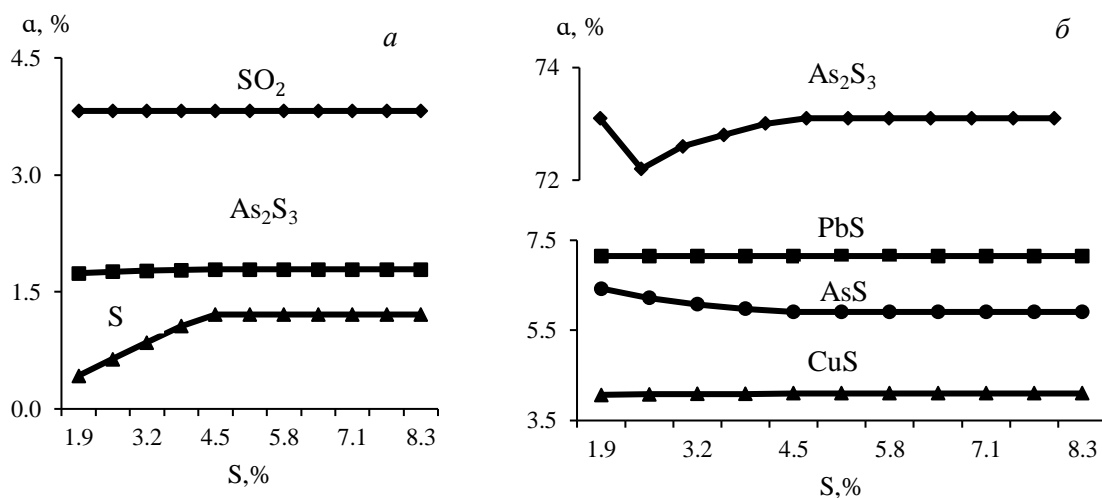 α, %
а
4.5
3.0
1.5
0.0
SO₂
As₂S₃
S
1.9 3.2 4.5 5.8 7.1 8.3
S,%
α, %
б
74
72
7.5
5.5
3.5
As₂S₃
PbS
AsS
CuS
1.9 3.2 4.5 5.8 7.1 8.3
S,%